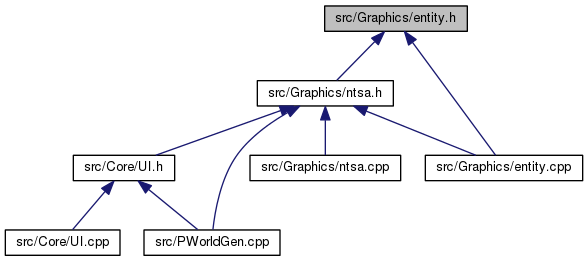 src/Graphics/entity.h
src/Graphics/ntsa.h
src/Core/UI.h
src/Graphics/ntsa.cpp
src/Graphics/entity.cpp
src/Core/UI.cpp
src/PWorldGen.cpp